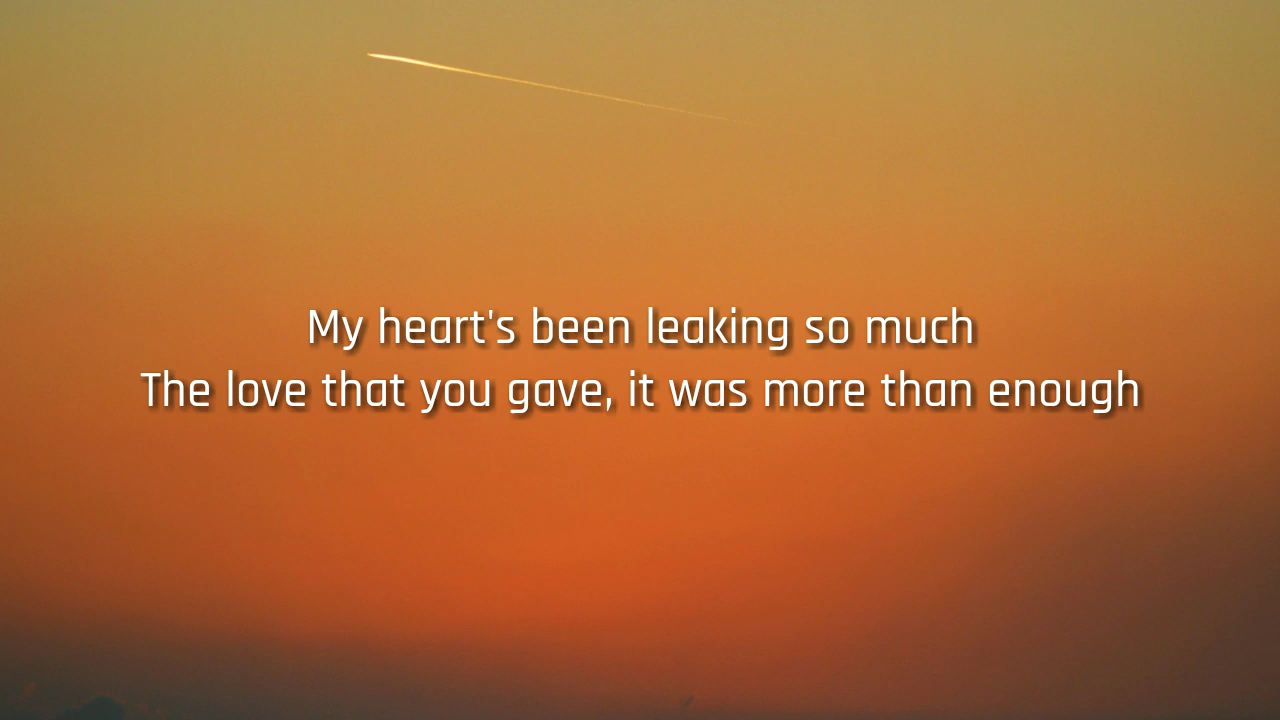 My heart's been leaking so much
The love that you gave, it was more than enough